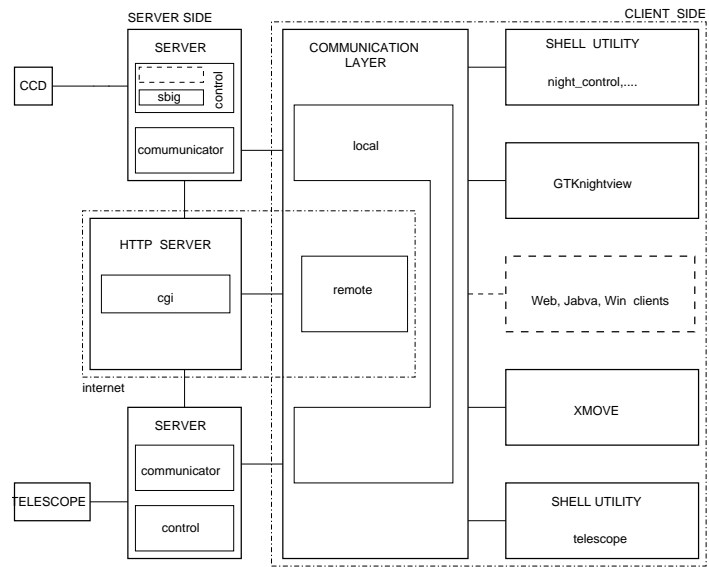 SERVER SIDE
CLIENT SIDE
SERVER
control
sbig
comumunicator
CCD
COMMUNICATION
LAYER
local
SHELL UTILITY
night_control,....
GTKnightview
HTTP SERVER
cgi
remote
Web, Jabva, Win clients
internet
SERVER
communicator
control
TELESCOPE
XMOVE
SHELL UTILITY
telescope